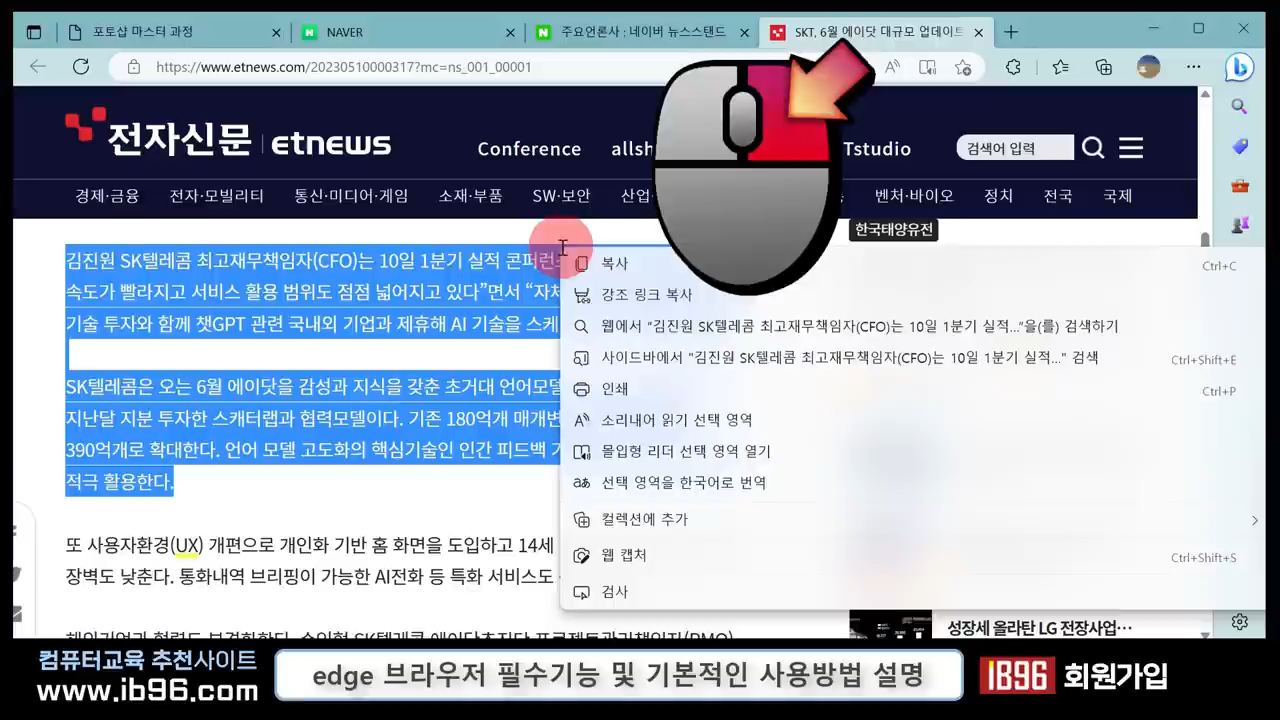 포토샵 마스터 과정
NAVER
주요언론사 : 네이버 뉴스스탠드
SKT, 6월 에이닷 대규모 업데이트
https://www.etnews.com/20230510000317?mc=ns_001_00001
전자신문 etnews
Conference
allsh
Tstudio
검색어 입력
경제·금융 전자·모빌리티 통신·미디어·게임 소재·부품 SW·보안 산업· 벤처·바이오 정치 전국 국제
한국태양유전
김진원 SK텔레콤 최고재무책임자(CFO)는 10일 1분기 실적 콘퍼런
속도가 빨라지고 서비스 활용 범위도 점점 넓어지고 있다”면서 “자체
기술 투자와 함께 챗GPT 관련 국내외 기업과 제휴해 AI 기술을 스케
SK텔레콤은 오는 6월 에이닷을 감성과 지식을 갖춘 초거대 언어모델
지난달 지분 투자한 스캐터랩과 협력모델이다. 기존 180억개 매개변
390억개로 확대한다. 언어 모델 고도화의 핵심기술인 인간 피드백 기
적극 활용한다.
또 사용자환경(UX) 개편으로 개인화 기반 홈 화면을 도입하고 14세
장벽도 낮춘다. 통화내역 브리핑이 가능한 AI전화 등 특화 서비스도
복사 Ctrl+C
강조 링크 복사
웹에서 "김진원 SK텔레콤 최고재무책임자(CFO)는 10일 1분기 실적..."을(를) 검색하기
사이드바에서 "김진원 SK텔레콤 최고재무책임자(CFO)는 10일 1분기 실적..." 검색 Ctrl+Shift+E
인쇄 Ctrl+P
소리내어 읽기 선택 영역
몰입형 리더 선택 영역 열기
선택 영역을 한국어로 번역
컬렉션에 추가
웹 캡처 Ctrl+Shift+S
검사
성장세 올라탄 LG 전장사업…
컴퓨터교육 추천사이트
www.ib96.com
edge 브라우저 필수기능 및 기본적인 사용방법 설명
IB96 회원가입